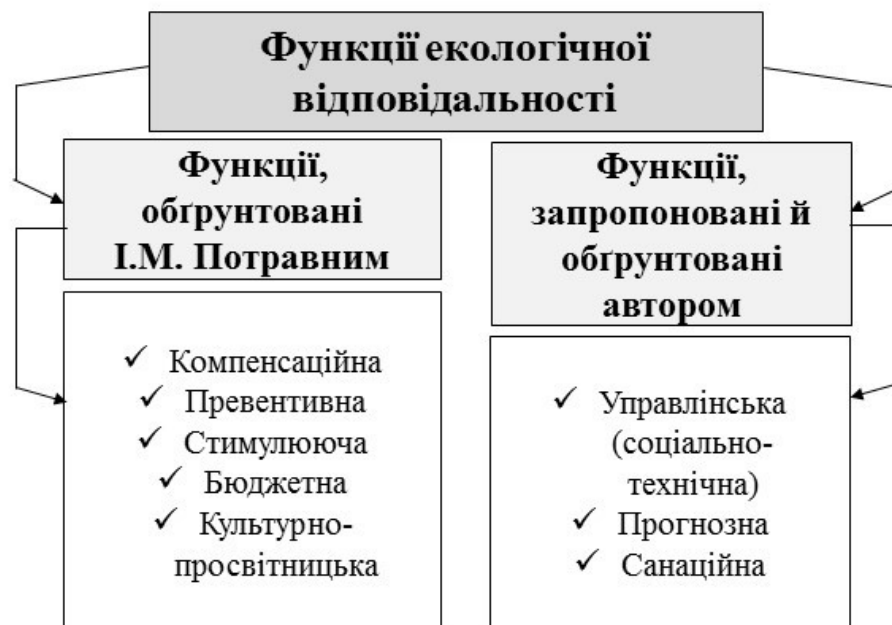 Функції екологічної
відповідальності
Функції,
обґрунтовані
І.М. Потравним
✓ Компенсаційна
✓ Превентивна
✓ Стимулююча
✓ Бюджетна
✓ Культурно-
просвітницька
Функції,
запропоновані й
обґрунтовані
автором
✓ Управлінська
(соціально-
технічна)
✓ Прогнозна
✓ Санаційна